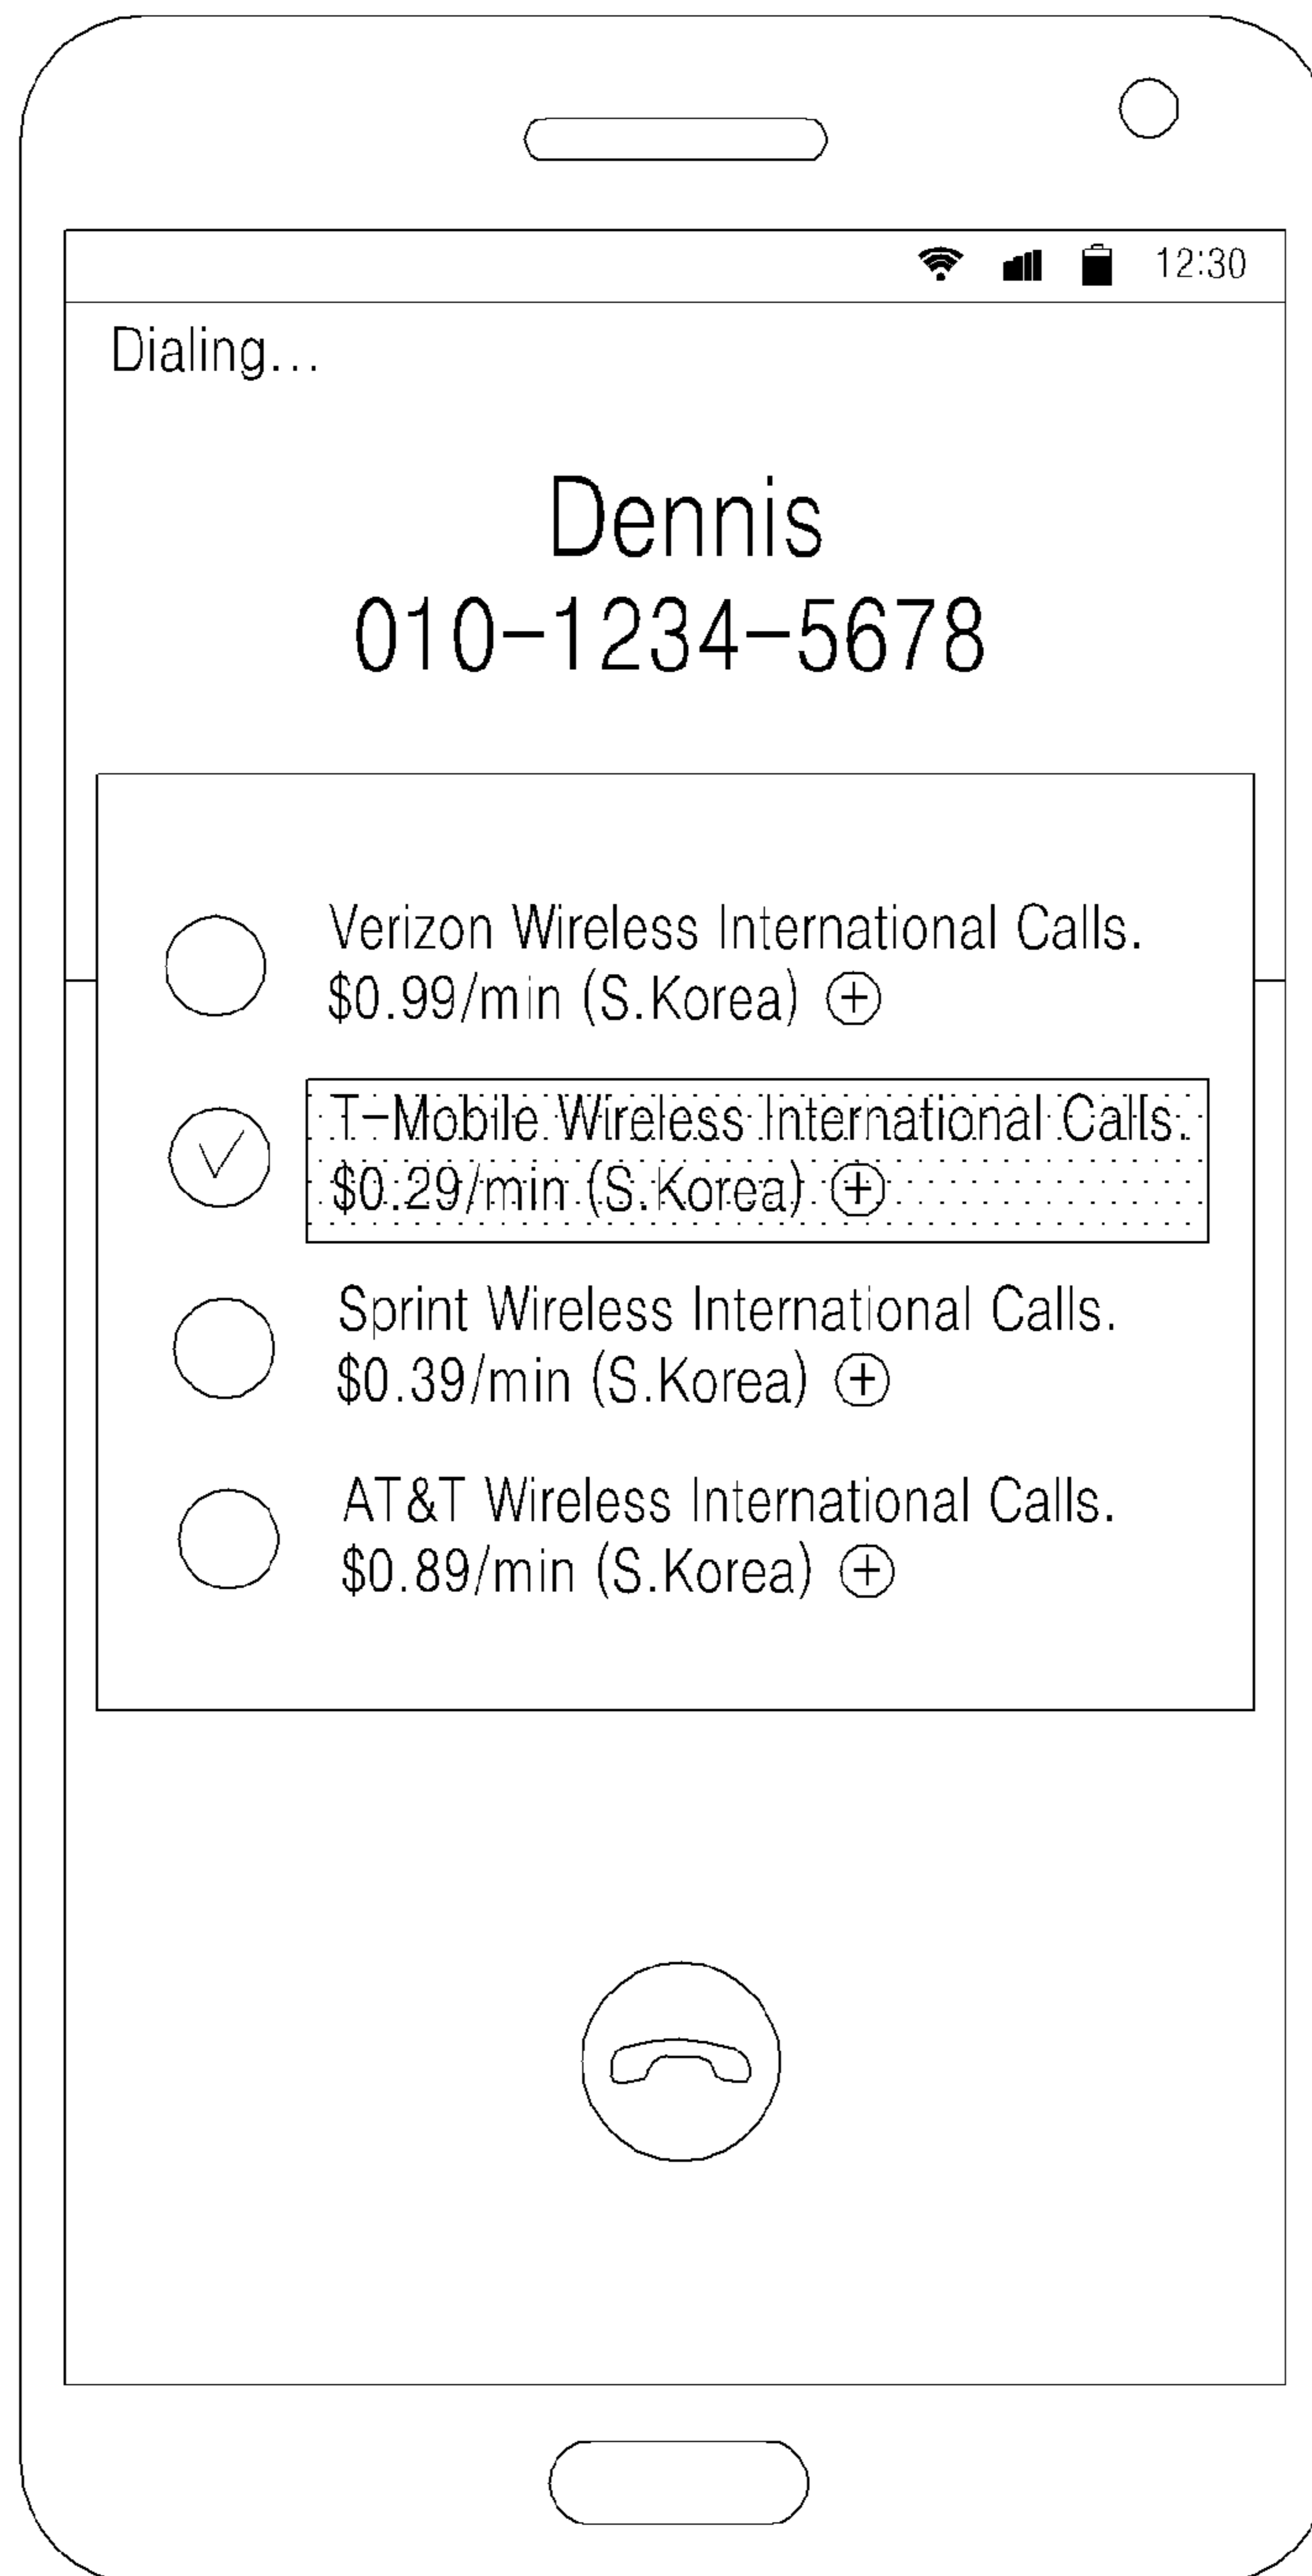 12:30
Dialing...
Dennis
010-1234-5678
Verizon Wireless International Calls.
$0.99/min (S.Korea) +
T-Mobile Wireless International Calls.
$0.29/min (S.Korea) +
Sprint Wireless International Calls.
$0.39/min (S.Korea) +
AT&T Wireless International Calls.
$0.89/min (S.Korea) +